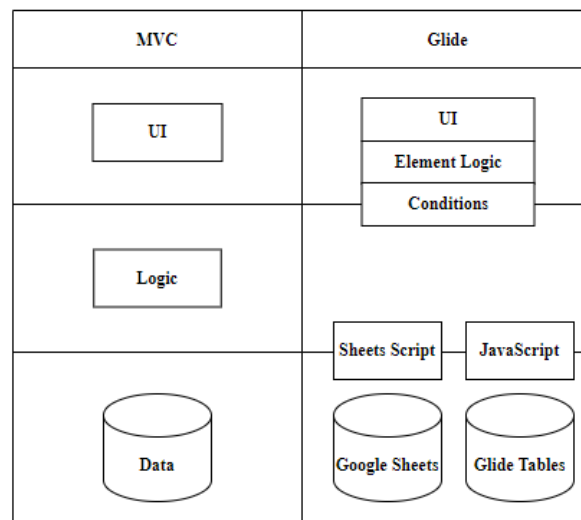 MVC
Glide
UI
UI
Element Logic
Conditions
Logic
Sheets Script
JavaScript
Data
Google Sheets
Glide Tables